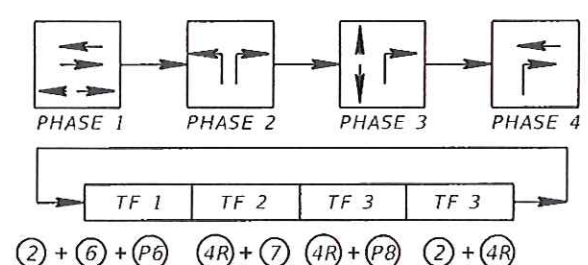 PHASE 1 PHASE 2 PHASE 3 PHASE 4
TF 1 TF 2 TF 3 TF 3
2 + 6 + P6 4R + 7 4R + P8 2 + 4R